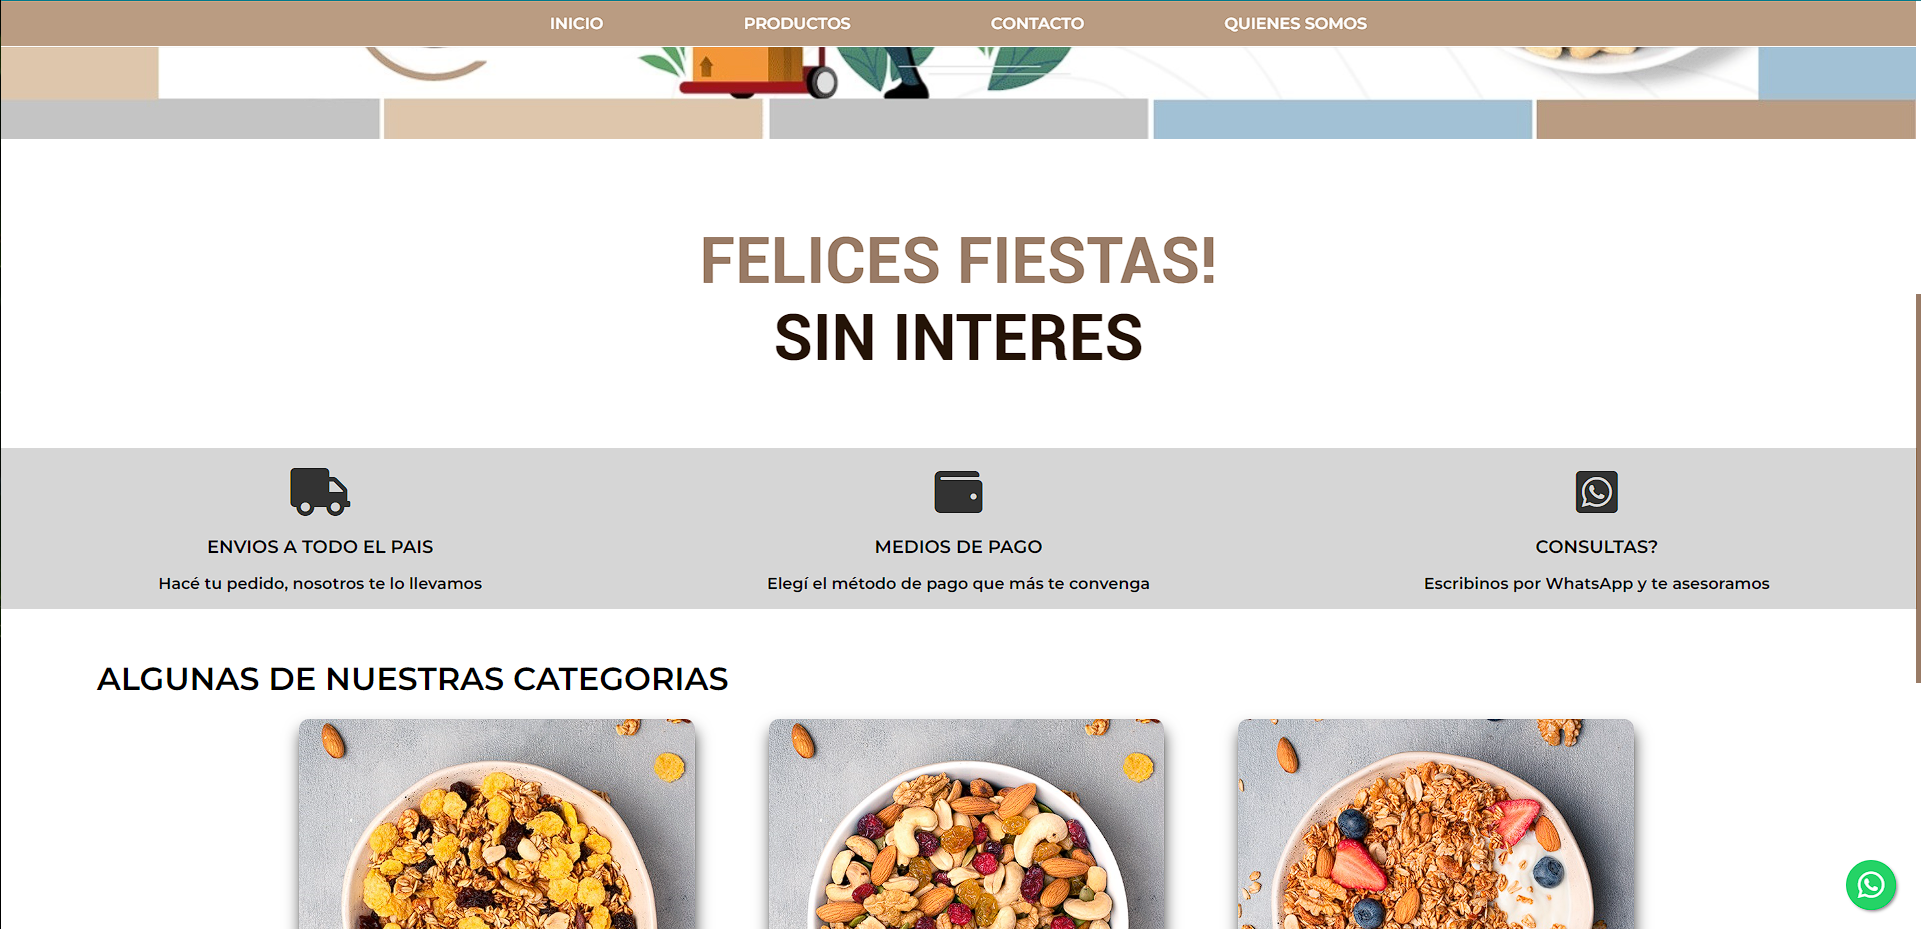 INICIO PRODUCTOS CONTACTO QUIENES SOMOS
FELICES FIESTAS!
SIN INTERES
ENVIOS A TODO EL PAIS
Hacé tu pedido, nosotros te lo llevamos
MEDIOS DE PAGO
Elegí el método de pago que más te convenga
CONSULTAS?
Escribinos por WhatsApp y te asesoramos
ALGUNAS DE NUESTRAS CATEGORIAS